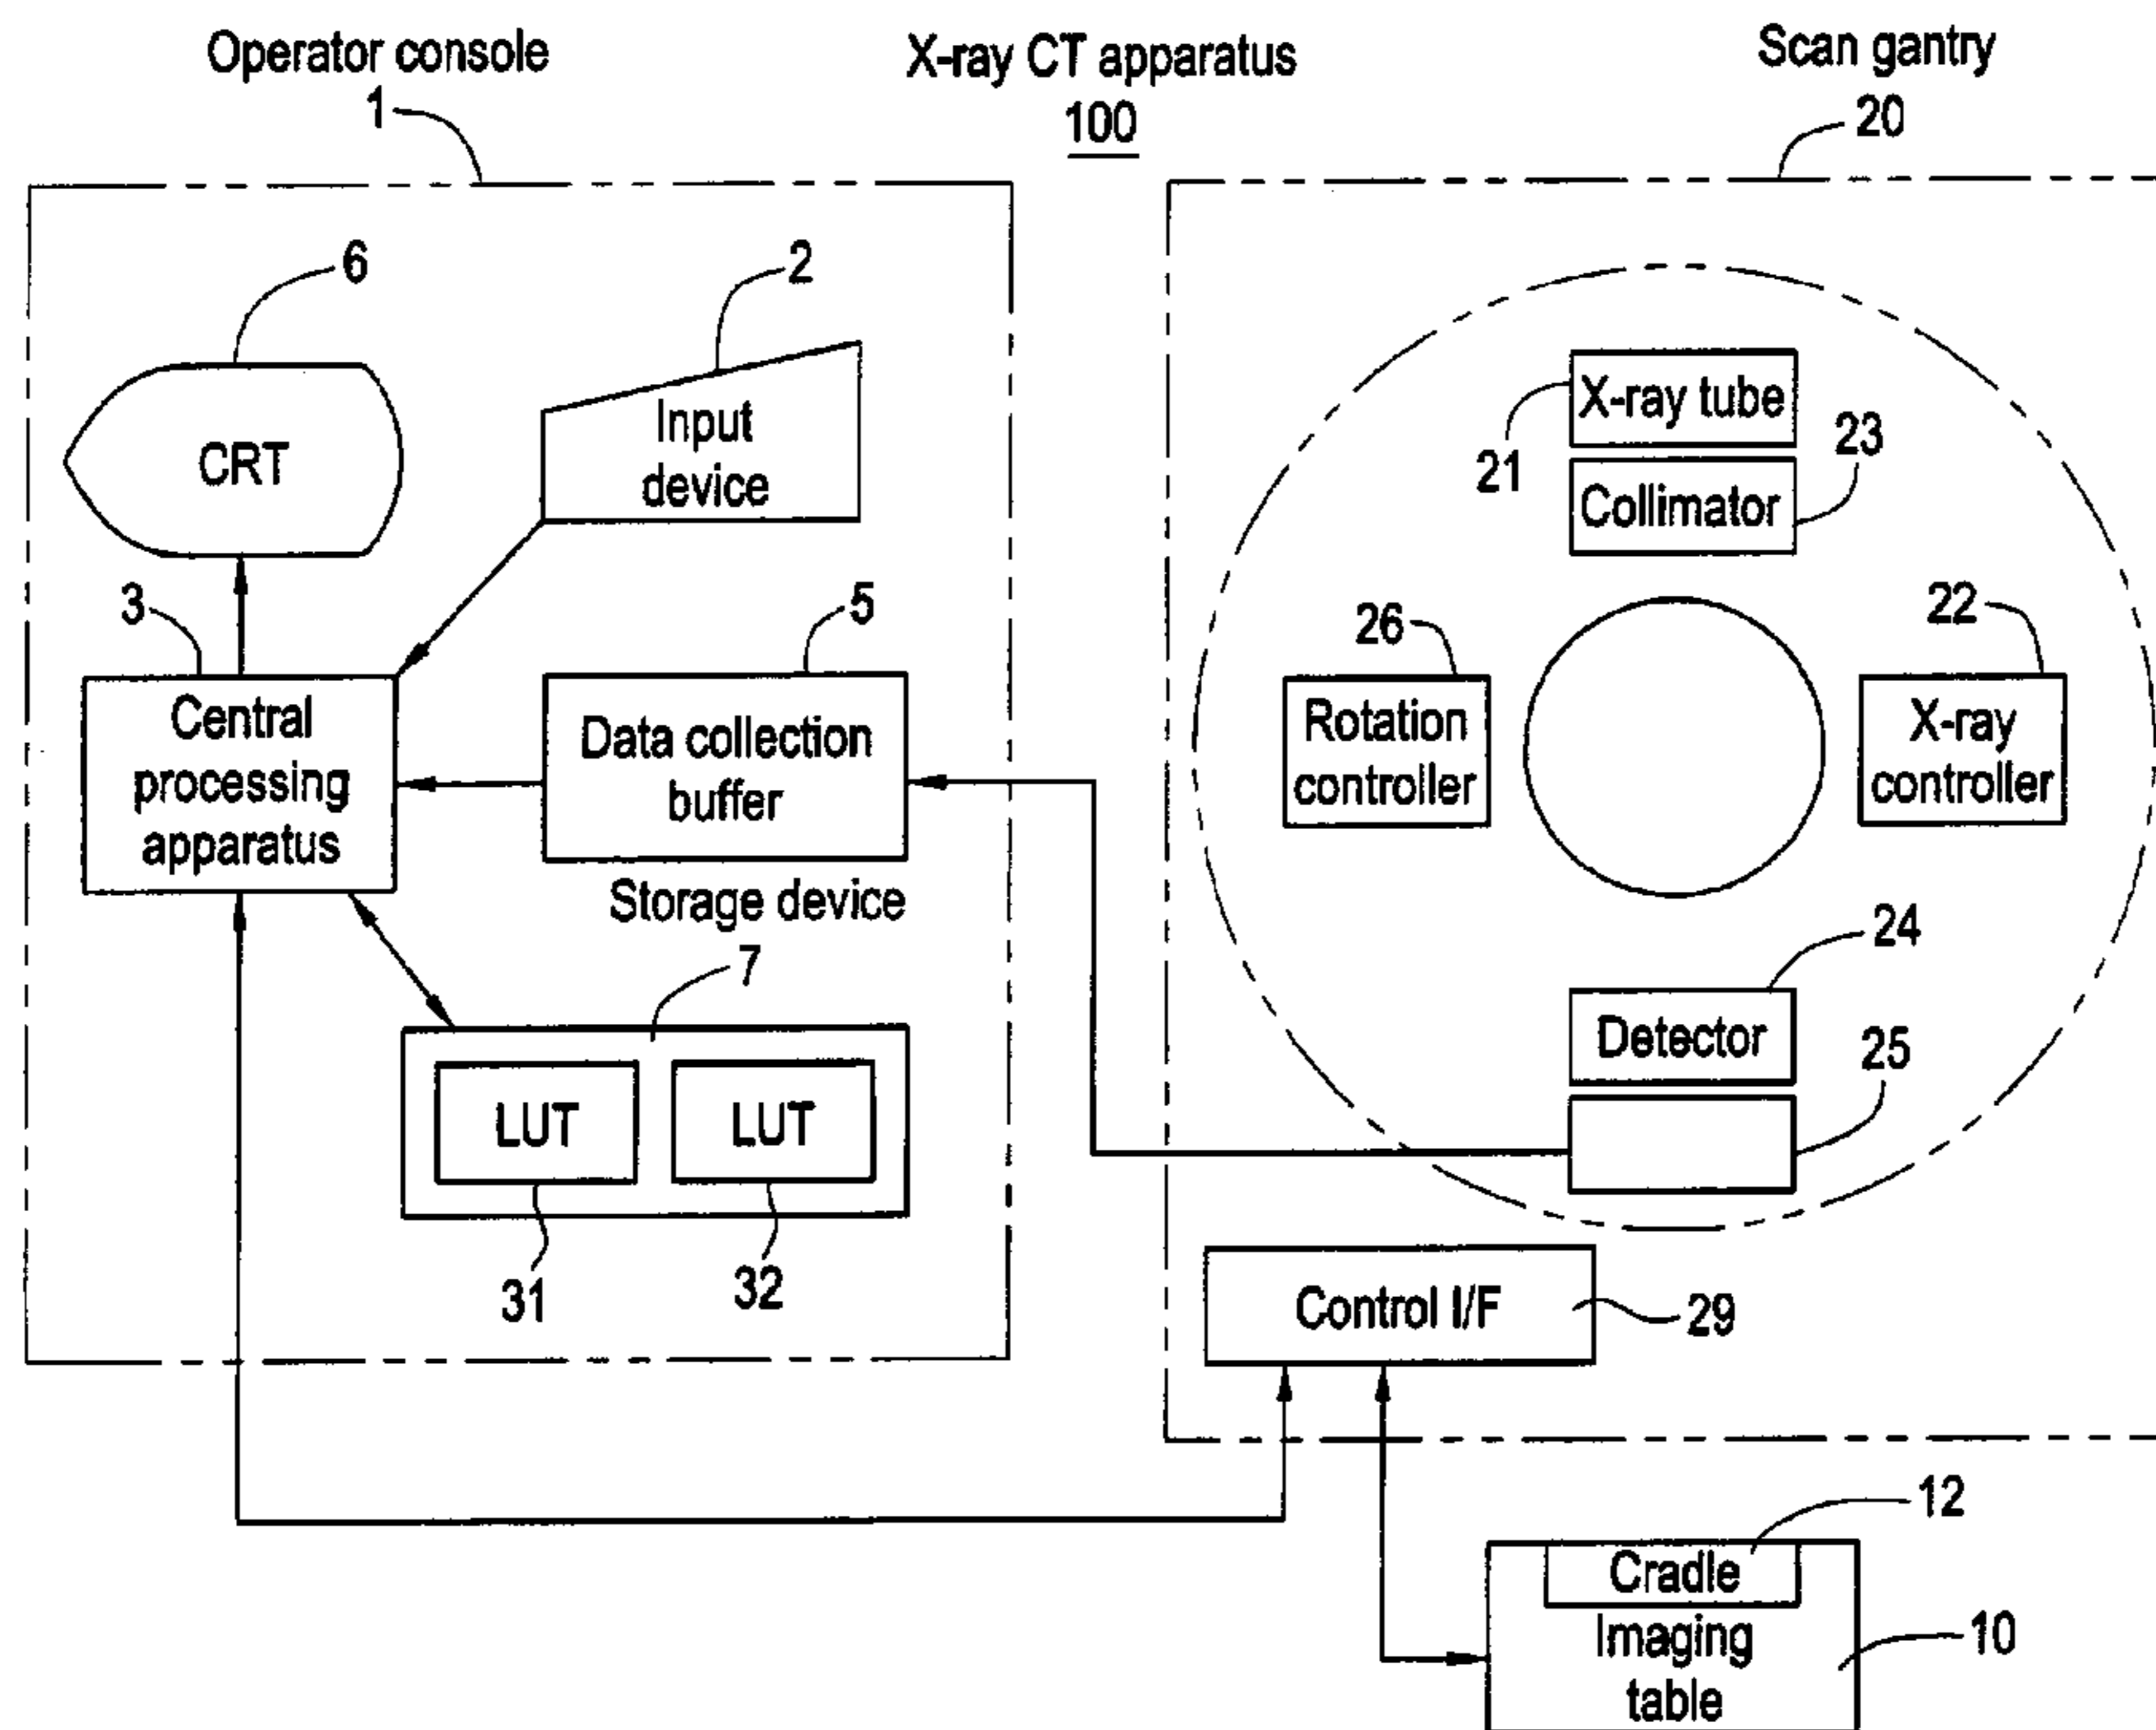 Operator console
1
X-ray CT apparatus
100
Scan gantry
20
6
2
CRT
Input
device
3
5
Central
processing
apparatus
Data collection
buffer
Storage device
7
LUT
LUT
31
32
X-ray tube
21
23
Collimator
26
22
Rotation
controller
X-ray
controller
24
Detector
25
Control I/F
29
12
Cradle
Imaging
table
10